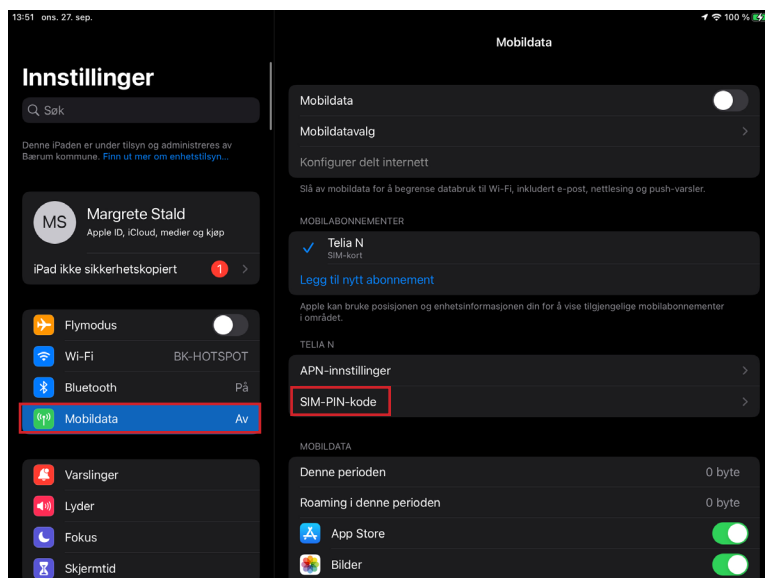 13:51 ons. 27. sep.
100 %
Innstillinger
Søk
Denne iPaden er under tilsyn og administreres av
Bærum kommune. Finn ut mer om enhetstilsyn...
MS
Margrete Stald
Apple ID, iCloud, medier og kjøp
iPad ikke sikkerhetskopiert 1
Flymodus
Wi-Fi BK-HOTSPOT
Bluetooth På
Mobildata Av
Varslinger
Lyder
Fokus
Skjermtid
Mobildata
Mobildata
Mobildatavalg
Konfigurer delt internett
Slå av mobildata for å begrense databruk til Wi-Fi, inkludert e-post, nettlesing og push-varsler.
MOBILABONNEMENTER
Telia N
SIM-kort
Legg til nytt abonnement
Apple kan bruke posisjonen og enhetsinformasjonen din for å vise tilgjengelige mobilabonnementer
i området.
TELIA N
APN-innstillinger
SIM-PIN-kode
MOBILDATA
Denne perioden 0 byte
Roaming i denne perioden 0 byte
App Store
Bilder